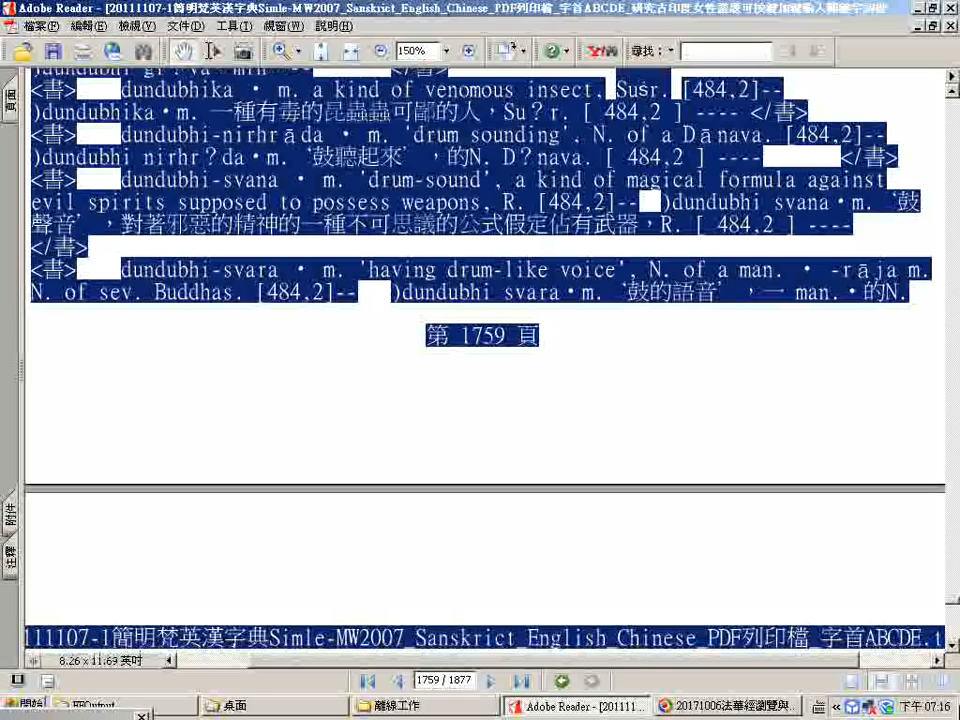 Adobe Reader - [20111107-1簡明梵英漢字典Simle-MW2007_Sanskrict_English_Chinese_PDF列印檔_字首ABCDE_研究古印度女性
檔案(F) 編輯(E) 檢視(V) 文件(D) 工具(T) 視窗(W) 說明(H)
150% 尋找：
頁面
<書> dundubhika • m. a kind of venomous insect, Suśr. [484,2]--
)dundubhika•m. 一種有毒的昆蟲蟲可鄙的人，Su？r. [ 484,2 ] ---- </書>
<書> dundubhi-nirhrāda • m. 'drum sounding', N. of a Dānava. [484,2]--
)dundubhi nirhr？da•m. ‘鼓聽起來’，的N. D？nava. [ 484,2 ] ---- </書>
<書> dundubhi-svana • m. 'drum-sound', a kind of magical formula against
evil spirits supposed to possess weapons, R. [484,2]-- )dundubhi svana•m. ‘鼓
聲音’，對著邪惡的精神的一種不可思議的公式假定佔有武器，R. [ 484,2 ] ----
</書>
<書> dundubhi-svara • m. 'having drum-like voice', N. of a man. • -rāja m.
N. of sev. Buddhas. [484,2]-- )dundubhi svara•m. ‘鼓的語音’，一 man.•的N.
第 1759 頁
附件
注釋
111107-1簡明梵英漢字典Simle-MW2007_Sanskrict_English_Chinese_PDF列印檔_字首ABCDE.t
8.26 x 11.69 英吋
1759 / 1877
開始 桌面 離線工作 Adobe Reader - [201111... 20171006法華經瀏覽與... 下午 07:16